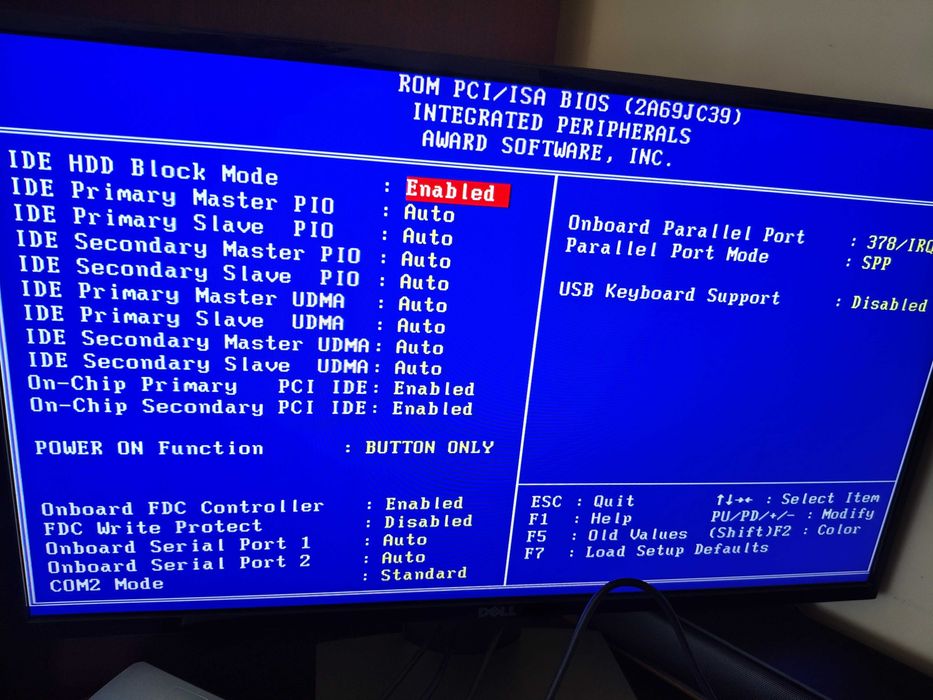 ROM PCI/ISA BIOS (2A69JC39)
INTEGRATED PERIPHERALS
AWARD SOFTWARE, INC.
IDE HDD Block Mode : Enabled
IDE Primary Master PIO : Auto
IDE Primary Slave PIO : Auto
IDE Secondary Master PIO : Auto
IDE Secondary Slave PIO : Auto
IDE Primary Master UDMA : Auto
IDE Primary Slave UDMA : Auto
IDE Secondary Master UDMA: Auto
IDE Secondary Slave UDMA: Auto
On-Chip Primary PCI IDE: Enabled
On-Chip Secondary PCI IDE: Enabled
POWER ON Function : BUTTON ONLY
Onboard FDC Controller : Enabled
FDC Write Protect : Disabled
Onboard Serial Port 1 : Auto
Onboard Serial Port 2 : Auto
COM2 Mode : Standard
Onboard Parallel Port : 378/IRQ
Parallel Port Mode : SPP
USB Keyboard Support : Disabled
ESC : Quit ↑↓→← : Select Item
F1 : Help PU/PD/+/- : Modify
F5 : Old Values (Shift)F2 : Color
F7 : Load Setup Defaults
DELL